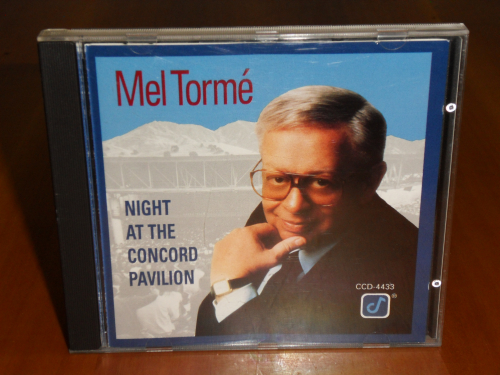 Mel Tormé
NIGHT
AT THE
CONCORD
PAVILION
CCD-4433
®